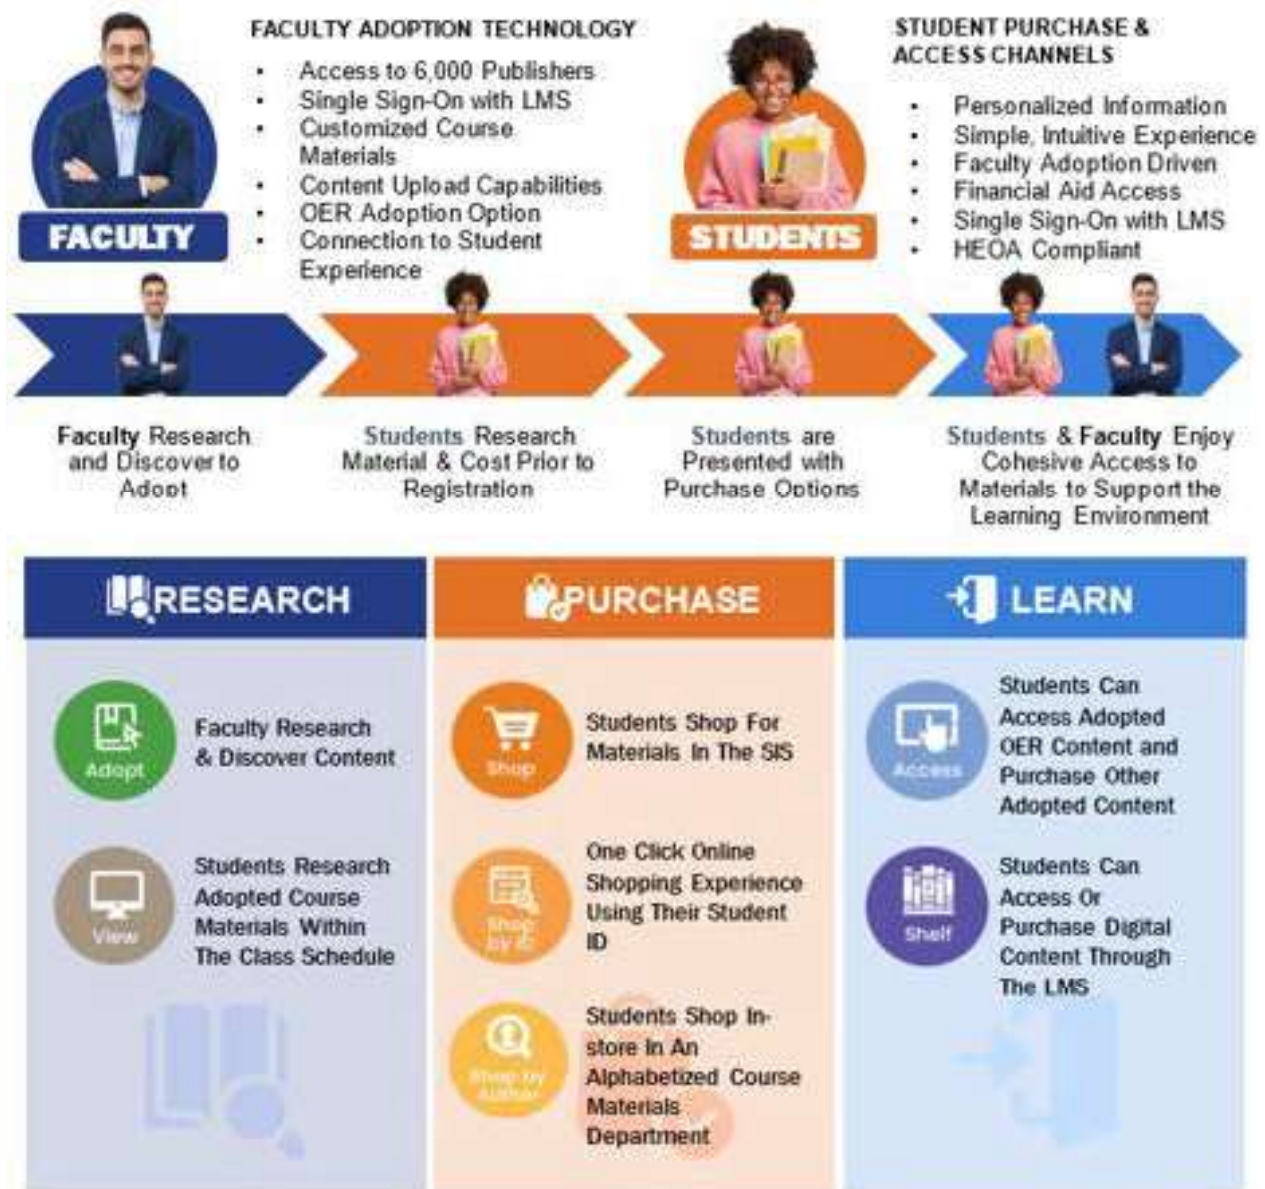 FACULTY ADOPTION TECHNOLOGY
• Access to 6,000 Publishers
• Single Sign-On with LMS
• Customized Course
Materials
• Content Upload Capabilities
• OER Adoption Option
• Connection to Student
Experience
FACULTY
STUDENT PURCHASE &
ACCESS CHANNELS
• Personalized Information
• Simple, Intuitive Experience
• Faculty Adoption Driven
• Financial Aid Access
• Single Sign-On with LMS
• HEOA Compliant
STUDENTS
Faculty Research
and Discover to
Adopt
Students Research
Material & Cost Prior to
Registration
Students are
Presented with
Purchase Options
Students & Faculty Enjoy
Cohesive Access to
Materials to Support the
Learning Environment
RESEARCH
Adopt
Faculty Research
& Discover Content
View
Students Research
Adopted Course
Materials Within
The Class Schedule
PURCHASE
Shop
Students Shop For
Materials In The SIS
Shop
by ID
One Click Online
Shopping Experience
Using Their Student
ID
Shop by
Author
Students Shop In-
store In An
Alphabetized Course
Materials
Department
LEARN
Access
Students Can
Access Adopted
OER Content and
Purchase Other
Adopted Content
Shelf
Students Can
Access Or
Purchase Digital
Content Through
The LMS